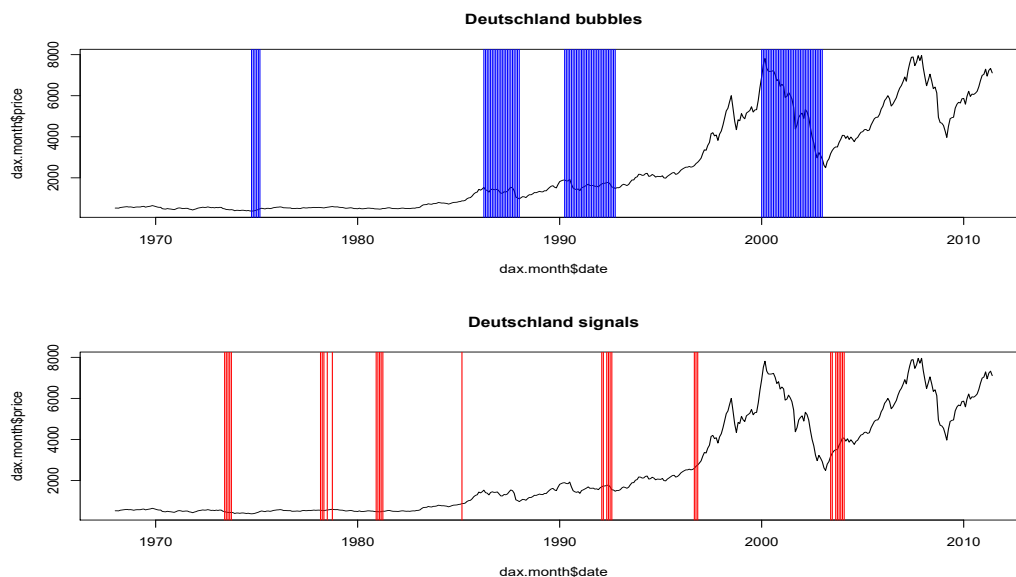 Deutschland bubbles
8000
6000
4000
2000
dax.month$price
1970 1980 1990 2000 2010
dax.month$date
Deutschland signals
8000
6000
4000
2000
dax.month$price
1970 1980 1990 2000 2010
dax.month$date